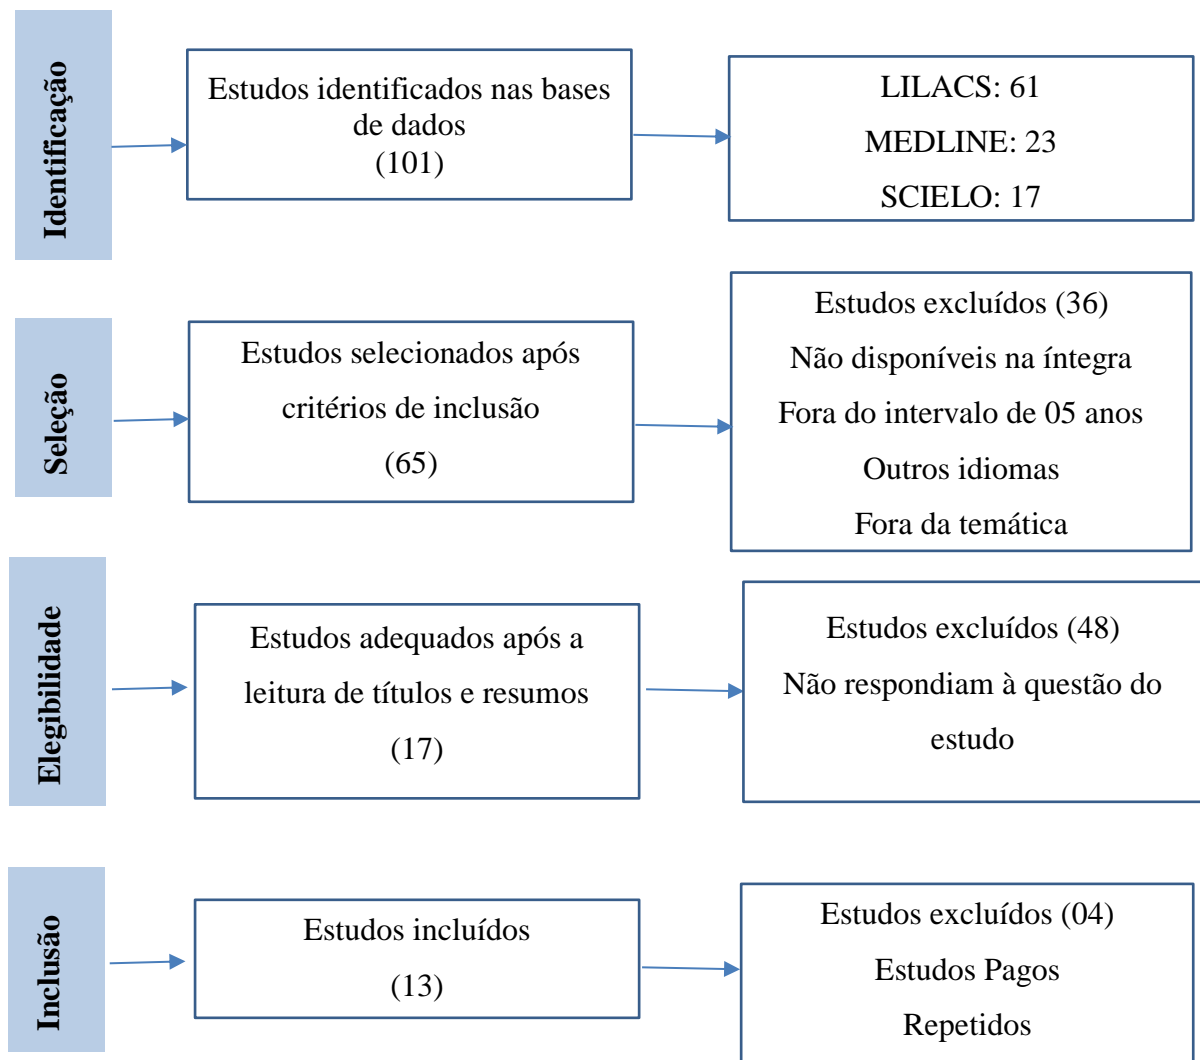 Identificação
Estudos identificados nas bases
de dados
(101)
LILACS: 61
MEDLINE: 23
SCIELO: 17
Seleção
Estudos selecionados após
critérios de inclusão
(65)
Estudos excluídos (36)
Não disponíveis na íntegra
Fora do intervalo de 05 anos
Outros idiomas
Fora da temática
Elegibilidade
Estudos adequados após a
leitura de títulos e resumos
(17)
Estudos excluídos (48)
Não respondiam à questão do
estudo
Inclusão
Estudos incluídos
(13)
Estudos excluídos (04)
Estudos Pagos
Repetidos